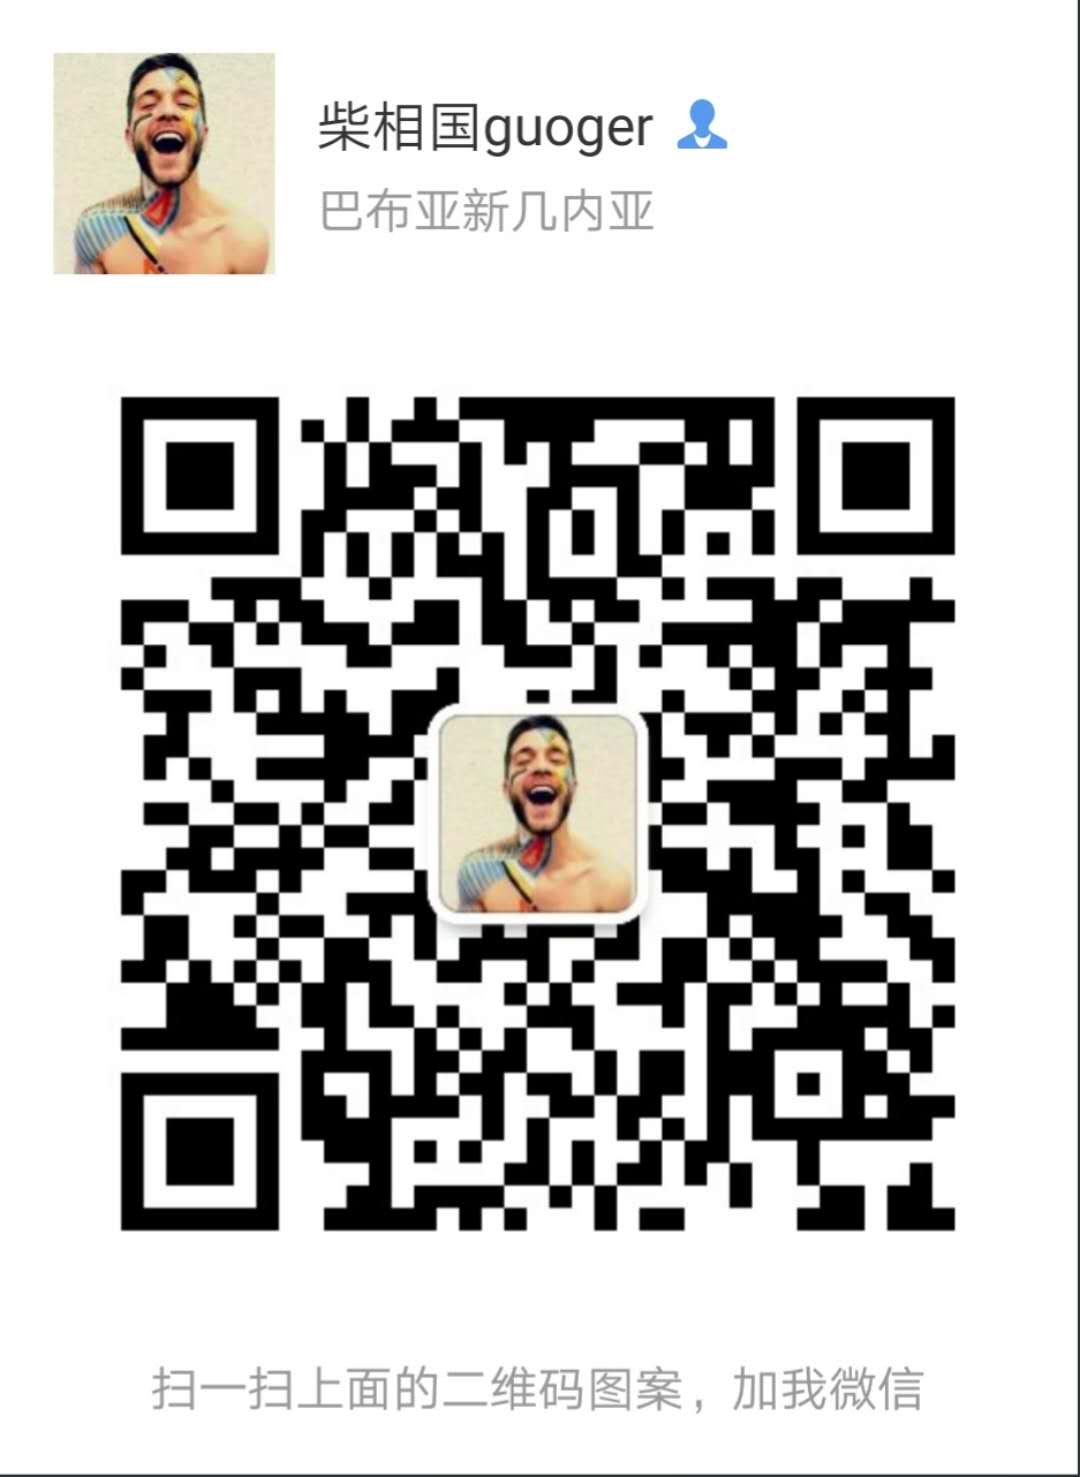 柴相国guoger
巴布亚新几内亚
扫一扫上面的二维码图案，加我微信